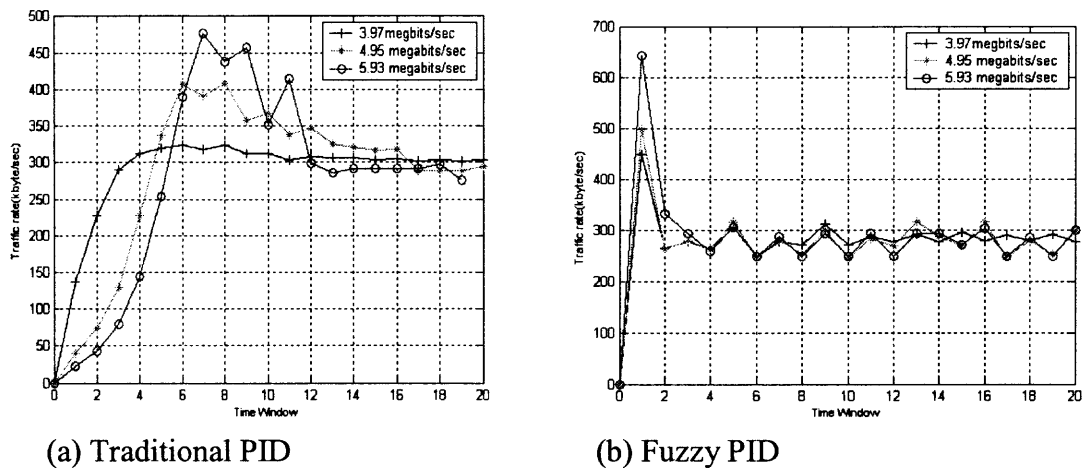 500
450
400
350
300
250
200
150
100
50
0
Traffic rate(kbyte/sec)
0 2 4 6 8 10 12 14 16 18 20
Time Window
3.97megbits/sec
4.95 megabits/sec
5.93 megabits/sec
(a) Traditional PID
700
600
500
400
300
200
100
0
Traffic rate(kbyte/sec)
0 2 4 6 8 10 12 14 16 18 20
Time Window
3.97megbits/sec
4.95 megabits/sec
5.93 megabits/sec
(b) Fuzzy PID